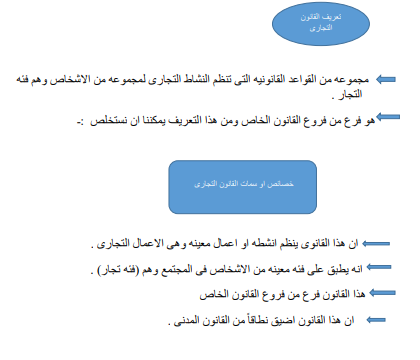 تعريف القانون
التجارى
مجموعه من القواعد القانونيه التى تنظم النشاط التجارى لمجموعه من الاشخاص وهم فئه
التجار .
هو فرع من فروع القانون الخاص ومن هذا التعريف يمكننا ان نستخلص :-
خصائص او سمات القانون التجارى
ان هذا القانوى ينظم انشطه او اعمال معينه وهى الاعمال التجارى .
انه يطبق على فئه معينه من الاشخاص فى المجتمع وهم (فئه تجار) .
هذا القانون فرع من فروع القانون الخاص
ان هذا القانون اضيق نطاقاً من القانون المدنى .